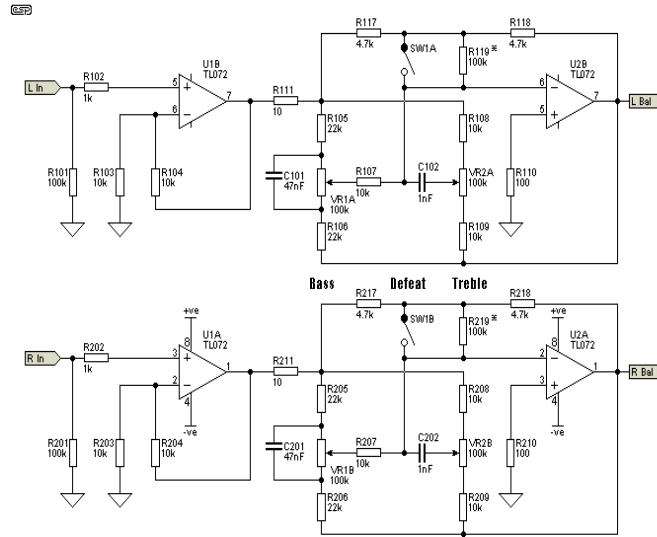 ESP
R117
4.7k
R118
4.7k
SW1A
R119*
100k
U1B
TL072
U2B
TL072
L In
R102
1k
5
6
7
R111
10
6
5
7
L Bal
R105
22k
R108
10k
R101
100k
R103
10k
R104
10k
C101
47nF
R107
10k
C102
1nF
VR1A
100k
VR2A
100k
R110
100
R106
22k
R109
10k
Bass
Defeat
Treble
R217
4.7k
R218
4.7k
SW1B
R219*
100k
+ve
U1A
TL072
8
+ve
U2A
TL072
8
R In
R202
1k
3
2
1
4
-ve
R211
10
2
3
1
4
-ve
R Bal
R205
22k
R208
10k
R201
100k
R203
10k
R204
10k
C201
47nF
R207
10k
C202
1nF
VR1B
100k
VR2B
100k
R210
100
R206
22k
R209
10k